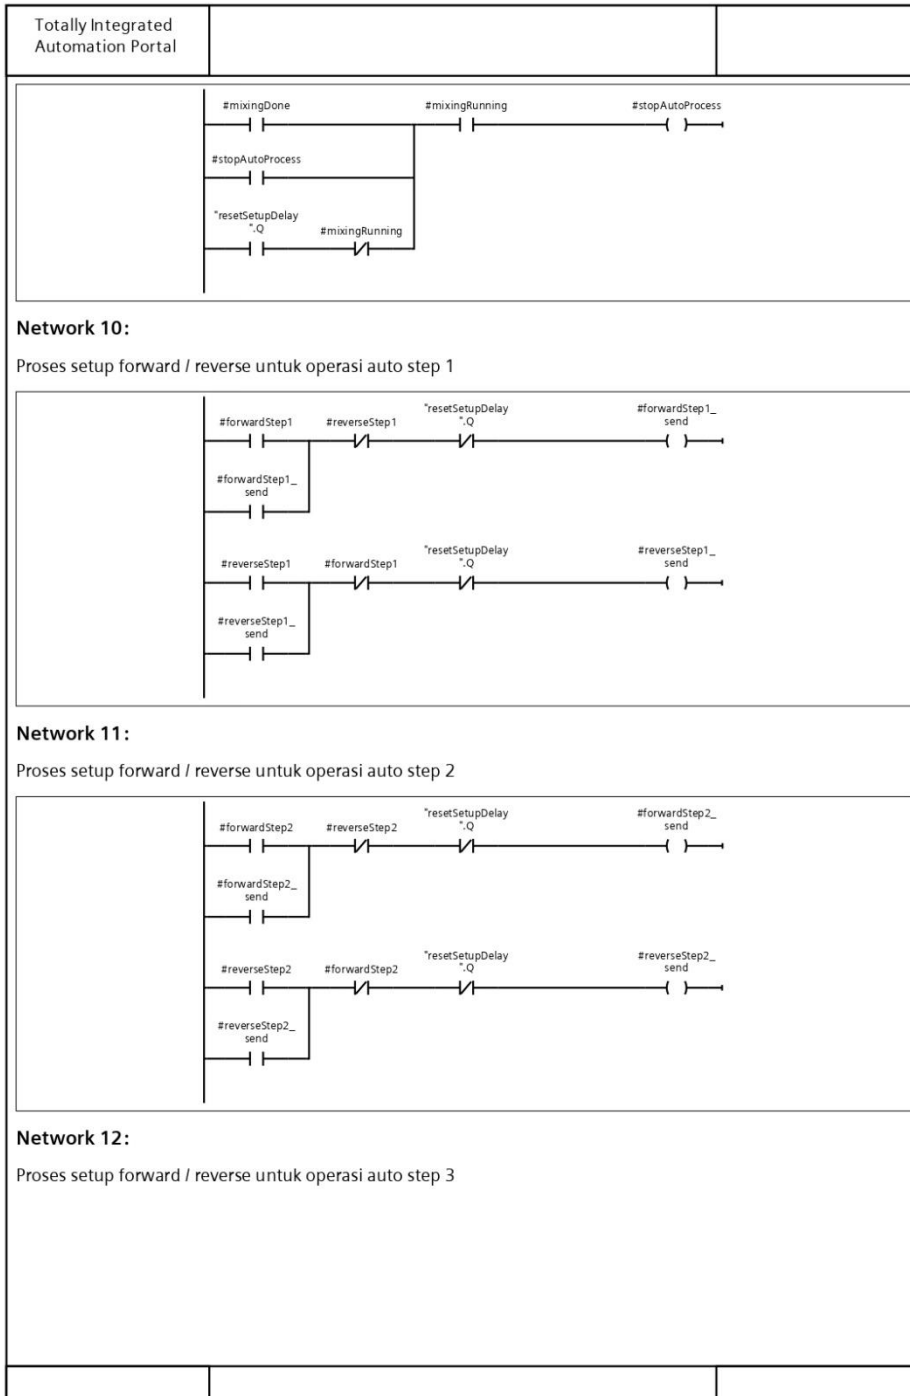 Totally Integrated
Automation Portal
#mixingDone
#mixingRunning
#stopAutoProcess
#stopAutoProcess
"resetSetupDelay
".Q
#mixingRunning
Network 10:
Proses setup forward / reverse untuk operasi auto step 1
#forwardStep1
#reverseStep1
"resetSetupDelay
".Q
#forwardStep1_
send
#forwardStep1_
send
#reverseStep1
#forwardStep1
"resetSetupDelay
".Q
#reverseStep1_
send
#reverseStep1_
send
Network 11:
Proses setup forward / reverse untuk operasi auto step 2
#forwardStep2
#reverseStep2
"resetSetupDelay
".Q
#forwardStep2_
send
#forwardStep2_
send
#reverseStep2
#forwardStep2
"resetSetupDelay
".Q
#reverseStep2_
send
#reverseStep2_
send
Network 12:
Proses setup forward / reverse untuk operasi auto step 3